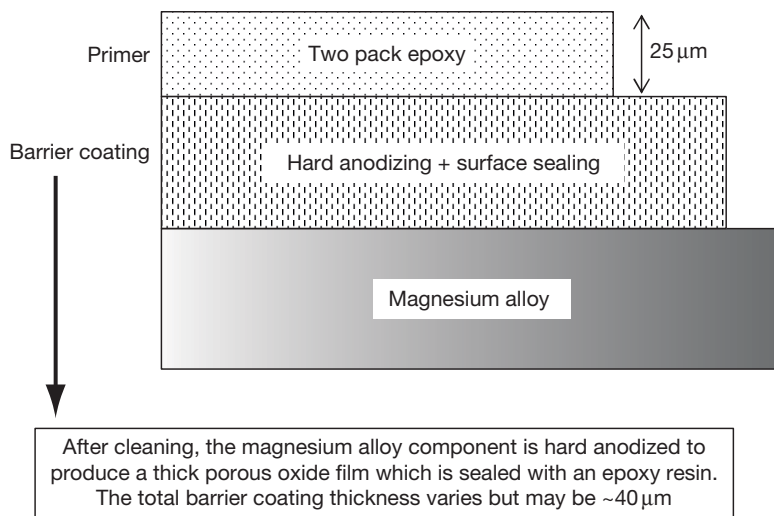 Primer
Two pack epoxy
25 μm
Barrier coating
Hard anodizing + surface sealing
Magnesium alloy
After cleaning, the magnesium alloy component is hard anodized to
produce a thick porous oxide film which is sealed with an epoxy resin.
The total barrier coating thickness varies but may be ~40 μm